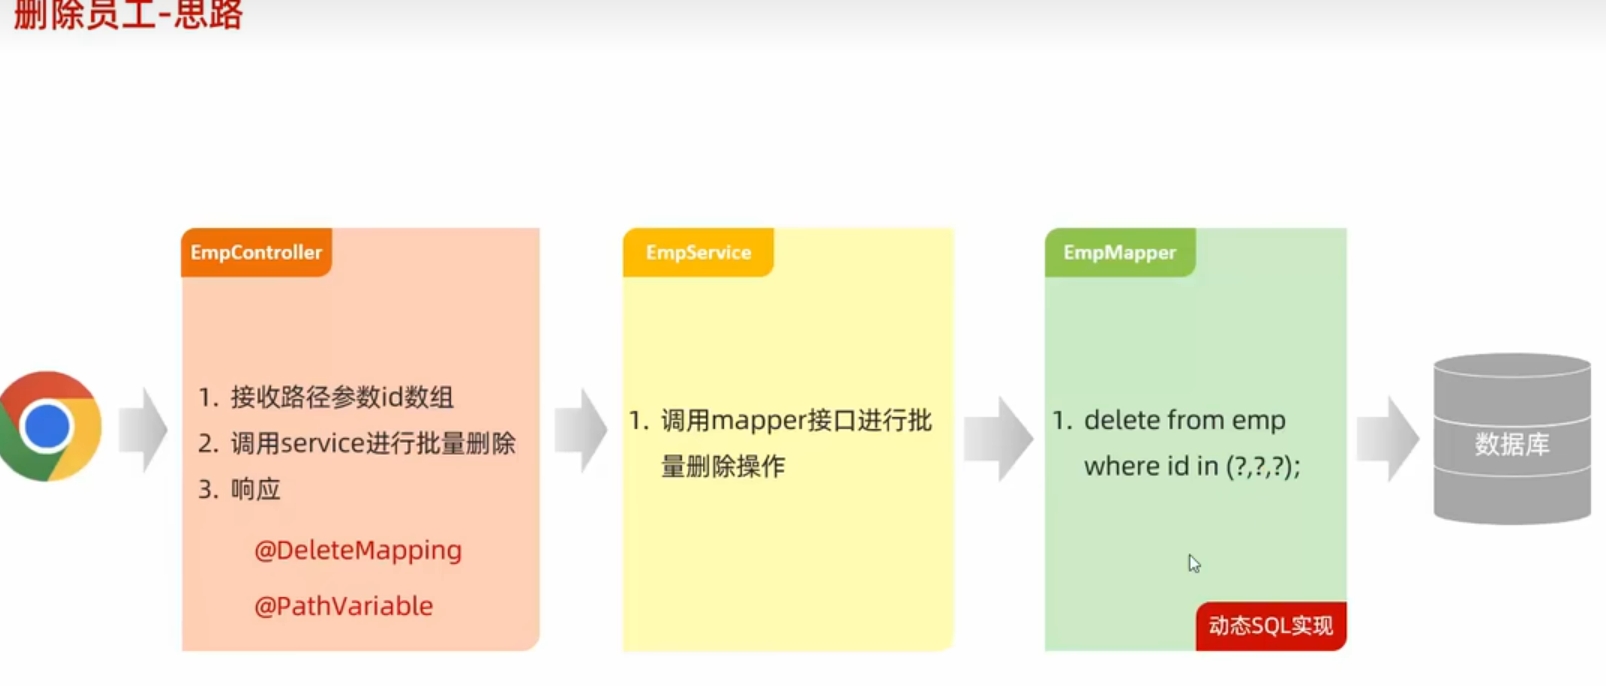 删除员工-思路
EmpController
1. 接收路径参数id数组
2. 调用service进行批量删除
3. 响应
@DeleteMapping
@PathVariable
EmpService
1. 调用mapper接口进行批
量删除操作
EmpMapper
1. delete from emp
where id in (?,?,?);
动态SQL实现
数据库